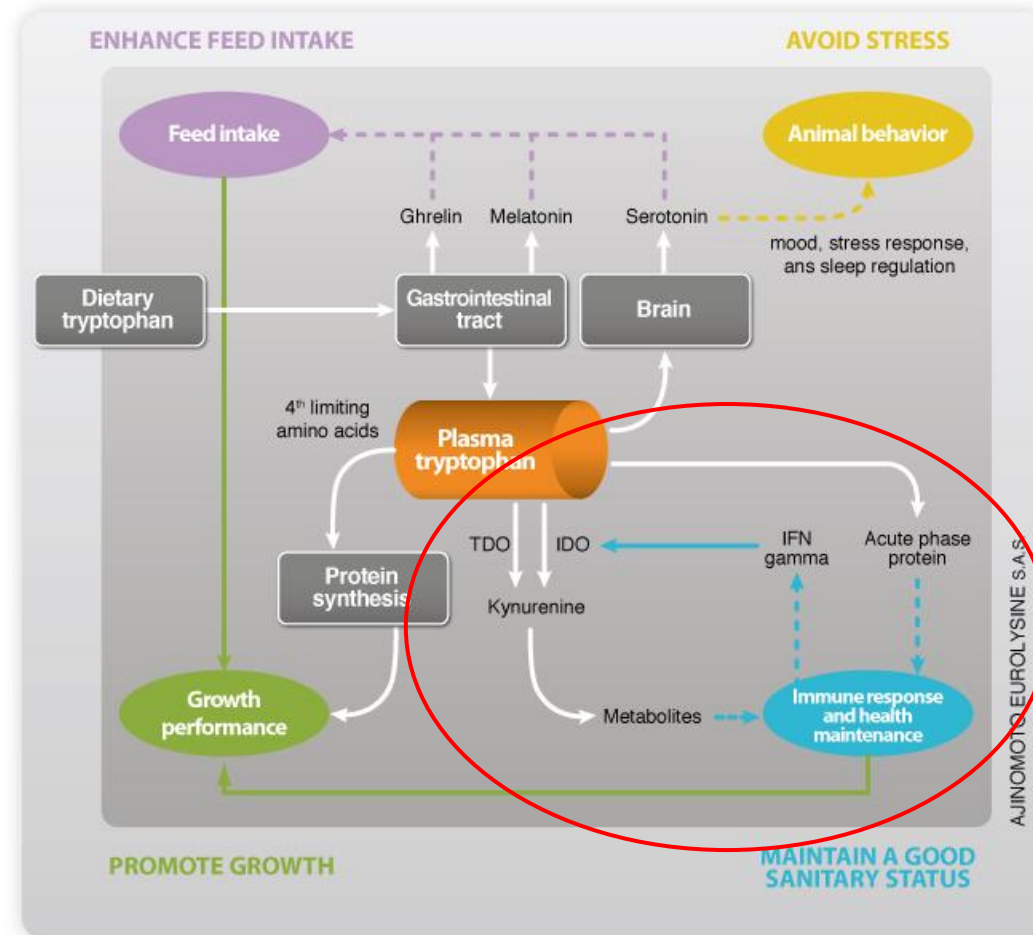 ENHANCE FEED INTAKE
AVOID STRESS
Feed intake
Animal behavior
Ghrelin
Melatonin
Serotonin
mood, stress response,
ans sleep regulation
Dietary
tryptophan
Gastrointestinal
tract
Brain
4th limiting
amino acids
Plasma
tryptophan
TDO
IDO
IFN
gamma
Acute phase
protein
Protein
synthesis
Kynurenine
Growth
performance
Metabolites
Immune response
and health
maintenance
AJINOMOTO EUROLYSINE S.A.S.
PROMOTE GROWTH
MAINTAIN A GOOD
SANITARY STATUS